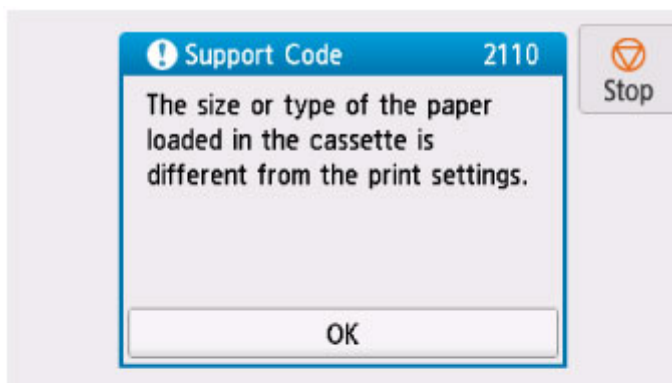 Support Code 2110
Stop
The size or type of the paper
loaded in the cassette is
different from the print settings.
OK